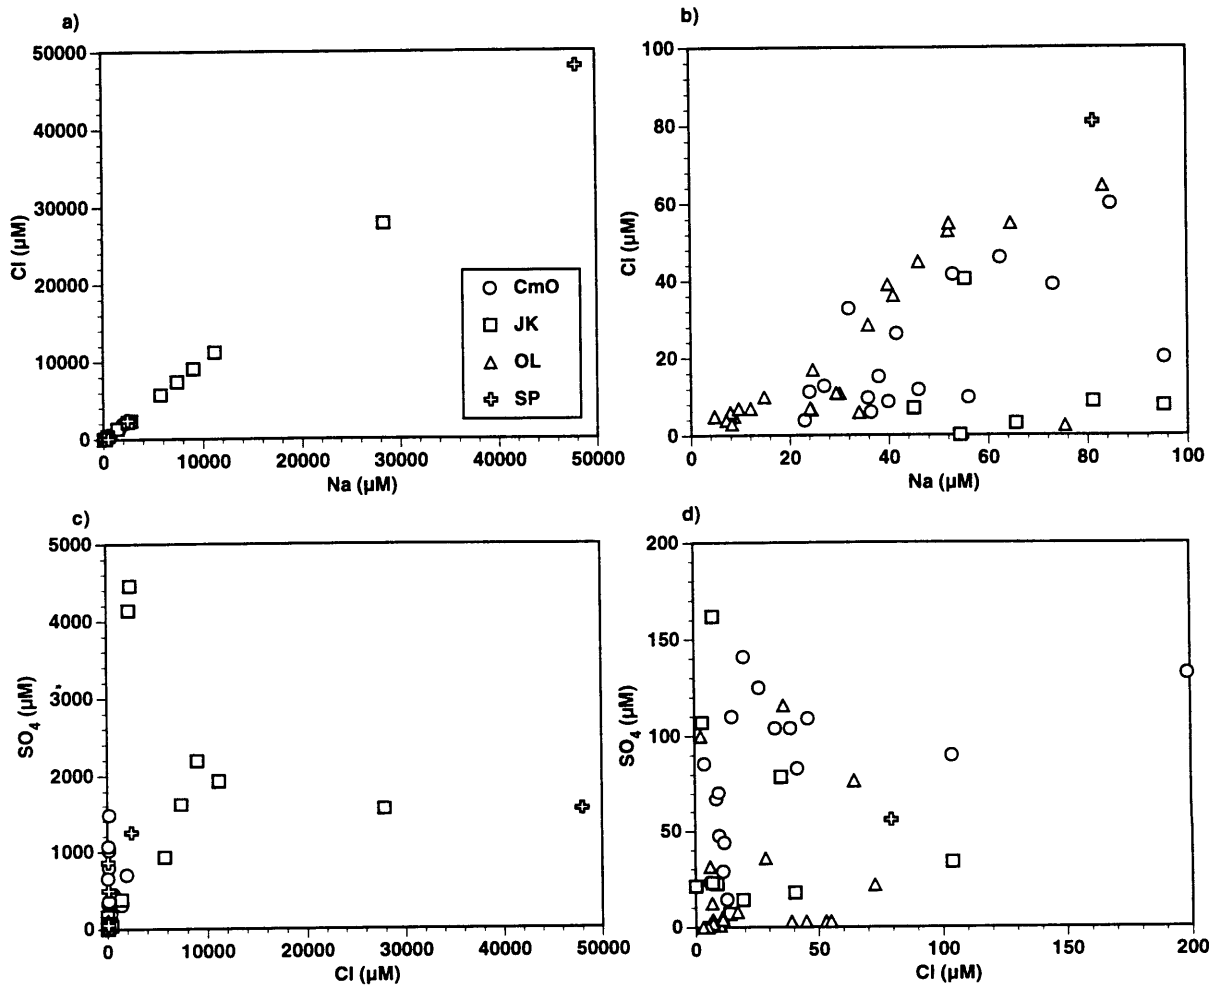 a)
50000
40000
30000
20000
10000
0
Cl (µM)
0 10000 20000 30000 40000 50000
Na (µM)
CmO
JK
OL
SP
b)
100
80
60
40
20
0
Cl (µM)
0 20 40 60 80 100
Na (µM)
c)
5000
4000
3000
2000
1000
0
SO4 (µM)
0 10000 20000 30000 40000 50000
Cl (µM)
d)
200
150
100
50
0
SO4 (µM)
0 50 100 150 200
Cl (µM)